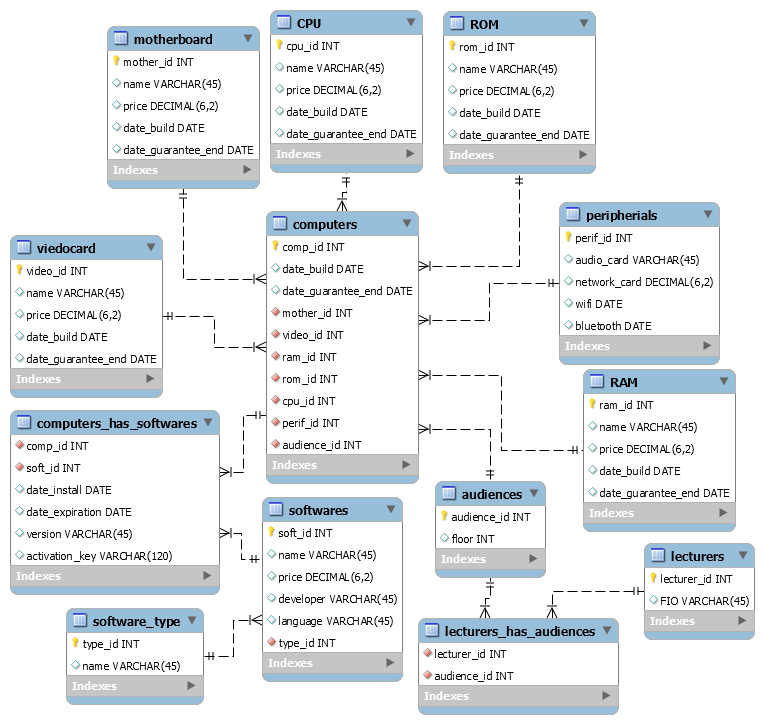 motherboard
mother_id INT
name VARCHAR(45)
price DECIMAL(6,2)
date_build DATE
date_guarantee_end DATE
Indexes
CPU
cpu_id INT
name VARCHAR(45)
price DECIMAL(6,2)
date_build DATE
date_guarantee_end DATE
Indexes
ROM
rom_id INT
name VARCHAR(45)
price DECIMAL(6,2)
date_build DATE
date_guarantee_end DATE
Indexes
viedocard
video_id INT
name VARCHAR(45)
price DECIMAL(6,2)
date_build DATE
date_guarantee_end DATE
Indexes
computers
comp_id INT
date_build DATE
date_guarantee_end DATE
mother_id INT
video_id INT
ram_id INT
rom_id INT
cpu_id INT
perif_id INT
audience_id INT
Indexes
peripherials
perif_id INT
audio_card VARCHAR(45)
network_card DECIMAL(6,2)
wifi DATE
bluetooth DATE
Indexes
RAM
ram_id INT
name VARCHAR(45)
price DECIMAL(6,2)
date_build DATE
date_guarantee_end DATE
Indexes
computers_has_softwares
comp_id INT
soft_id INT
date_install DATE
date_expiration DATE
version VARCHAR(45)
activation_key VARCHAR(120)
Indexes
softwares
soft_id INT
name VARCHAR(45)
price DECIMAL(6,2)
developer VARCHAR(45)
language VARCHAR(45)
type_id INT
Indexes
audiences
audience_id INT
floor INT
Indexes
lecturers
lecturer_id INT
FIO VARCHAR(45)
Indexes
software_type
type_id INT
name VARCHAR(45)
Indexes
lecturers_has_audiences
lecturer_id INT
audience_id INT
Indexes